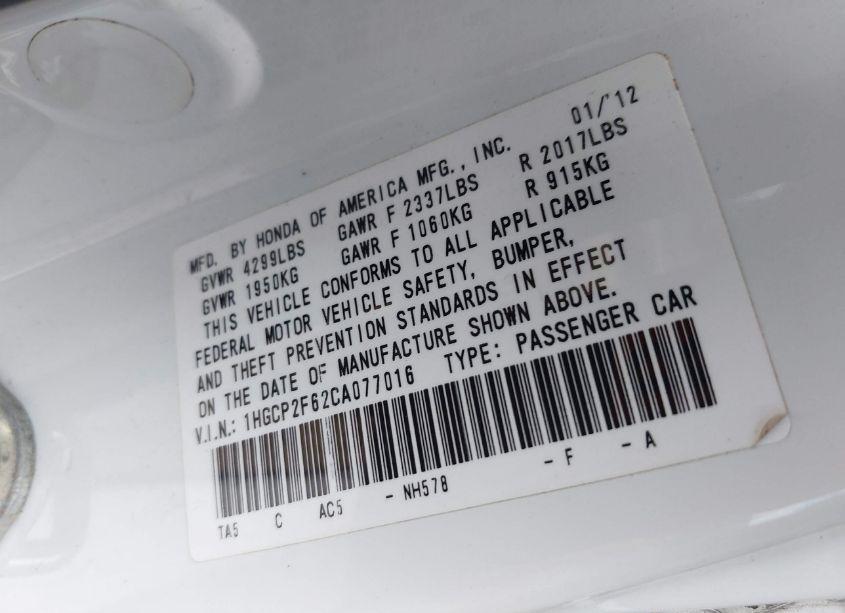 MFD. BY HONDA OF AMERICA MFG., INC. 01/'12
GVWR 4299LBS GAWR F 2337LBS R 2017LBS
GVWR 1950KG GAWR F 1060KG R 915KG
THIS VEHICLE CONFORMS TO ALL APPLICABLE
FEDERAL MOTOR VEHICLE SAFETY, BUMPER,
AND THEFT PREVENTION STANDARDS IN EFFECT
ON THE DATE OF MANUFACTURE SHOWN ABOVE.
V.I.N.: 1HGCP2F62CA077016 TYPE: PASSENGER CAR
TA5 C AC5 - NH578 - F - A